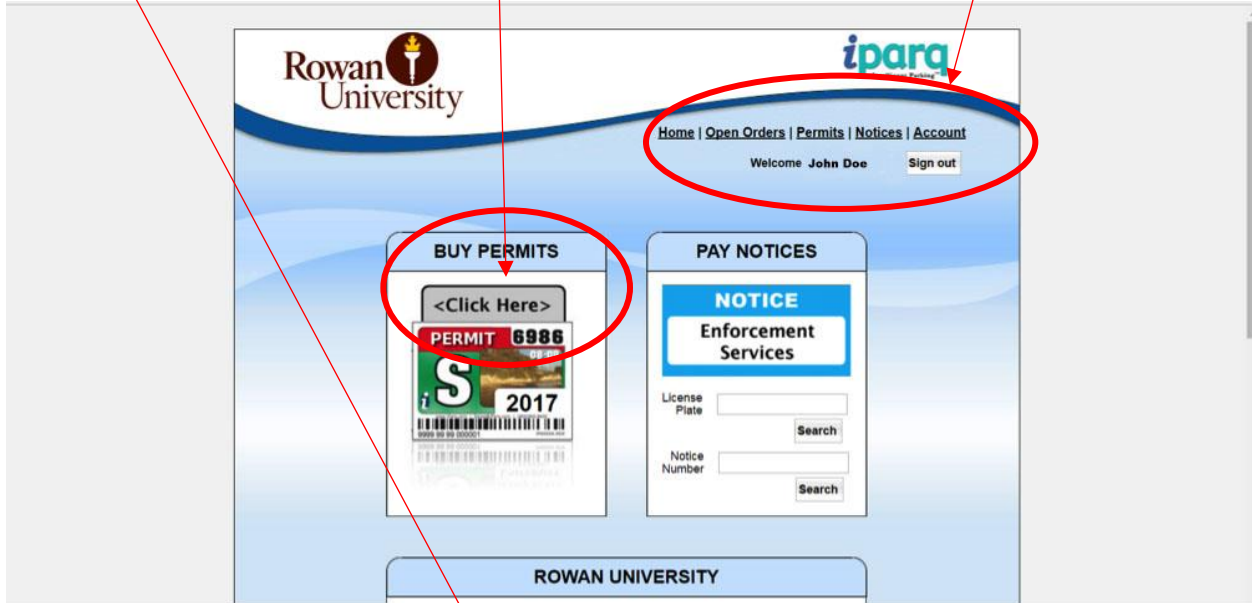 Rowan
University
iparq
Home | Open Orders | Permits | Notices | Account
Welcome John Doe
Sign out
BUY PERMITS
<Click Here>
PERMIT 6986
S
i
2017
PAY NOTICES
NOTICE
Enforcement
Services
License
Plate
Search
Notice
Number
Search
ROWAN UNIVERSITY